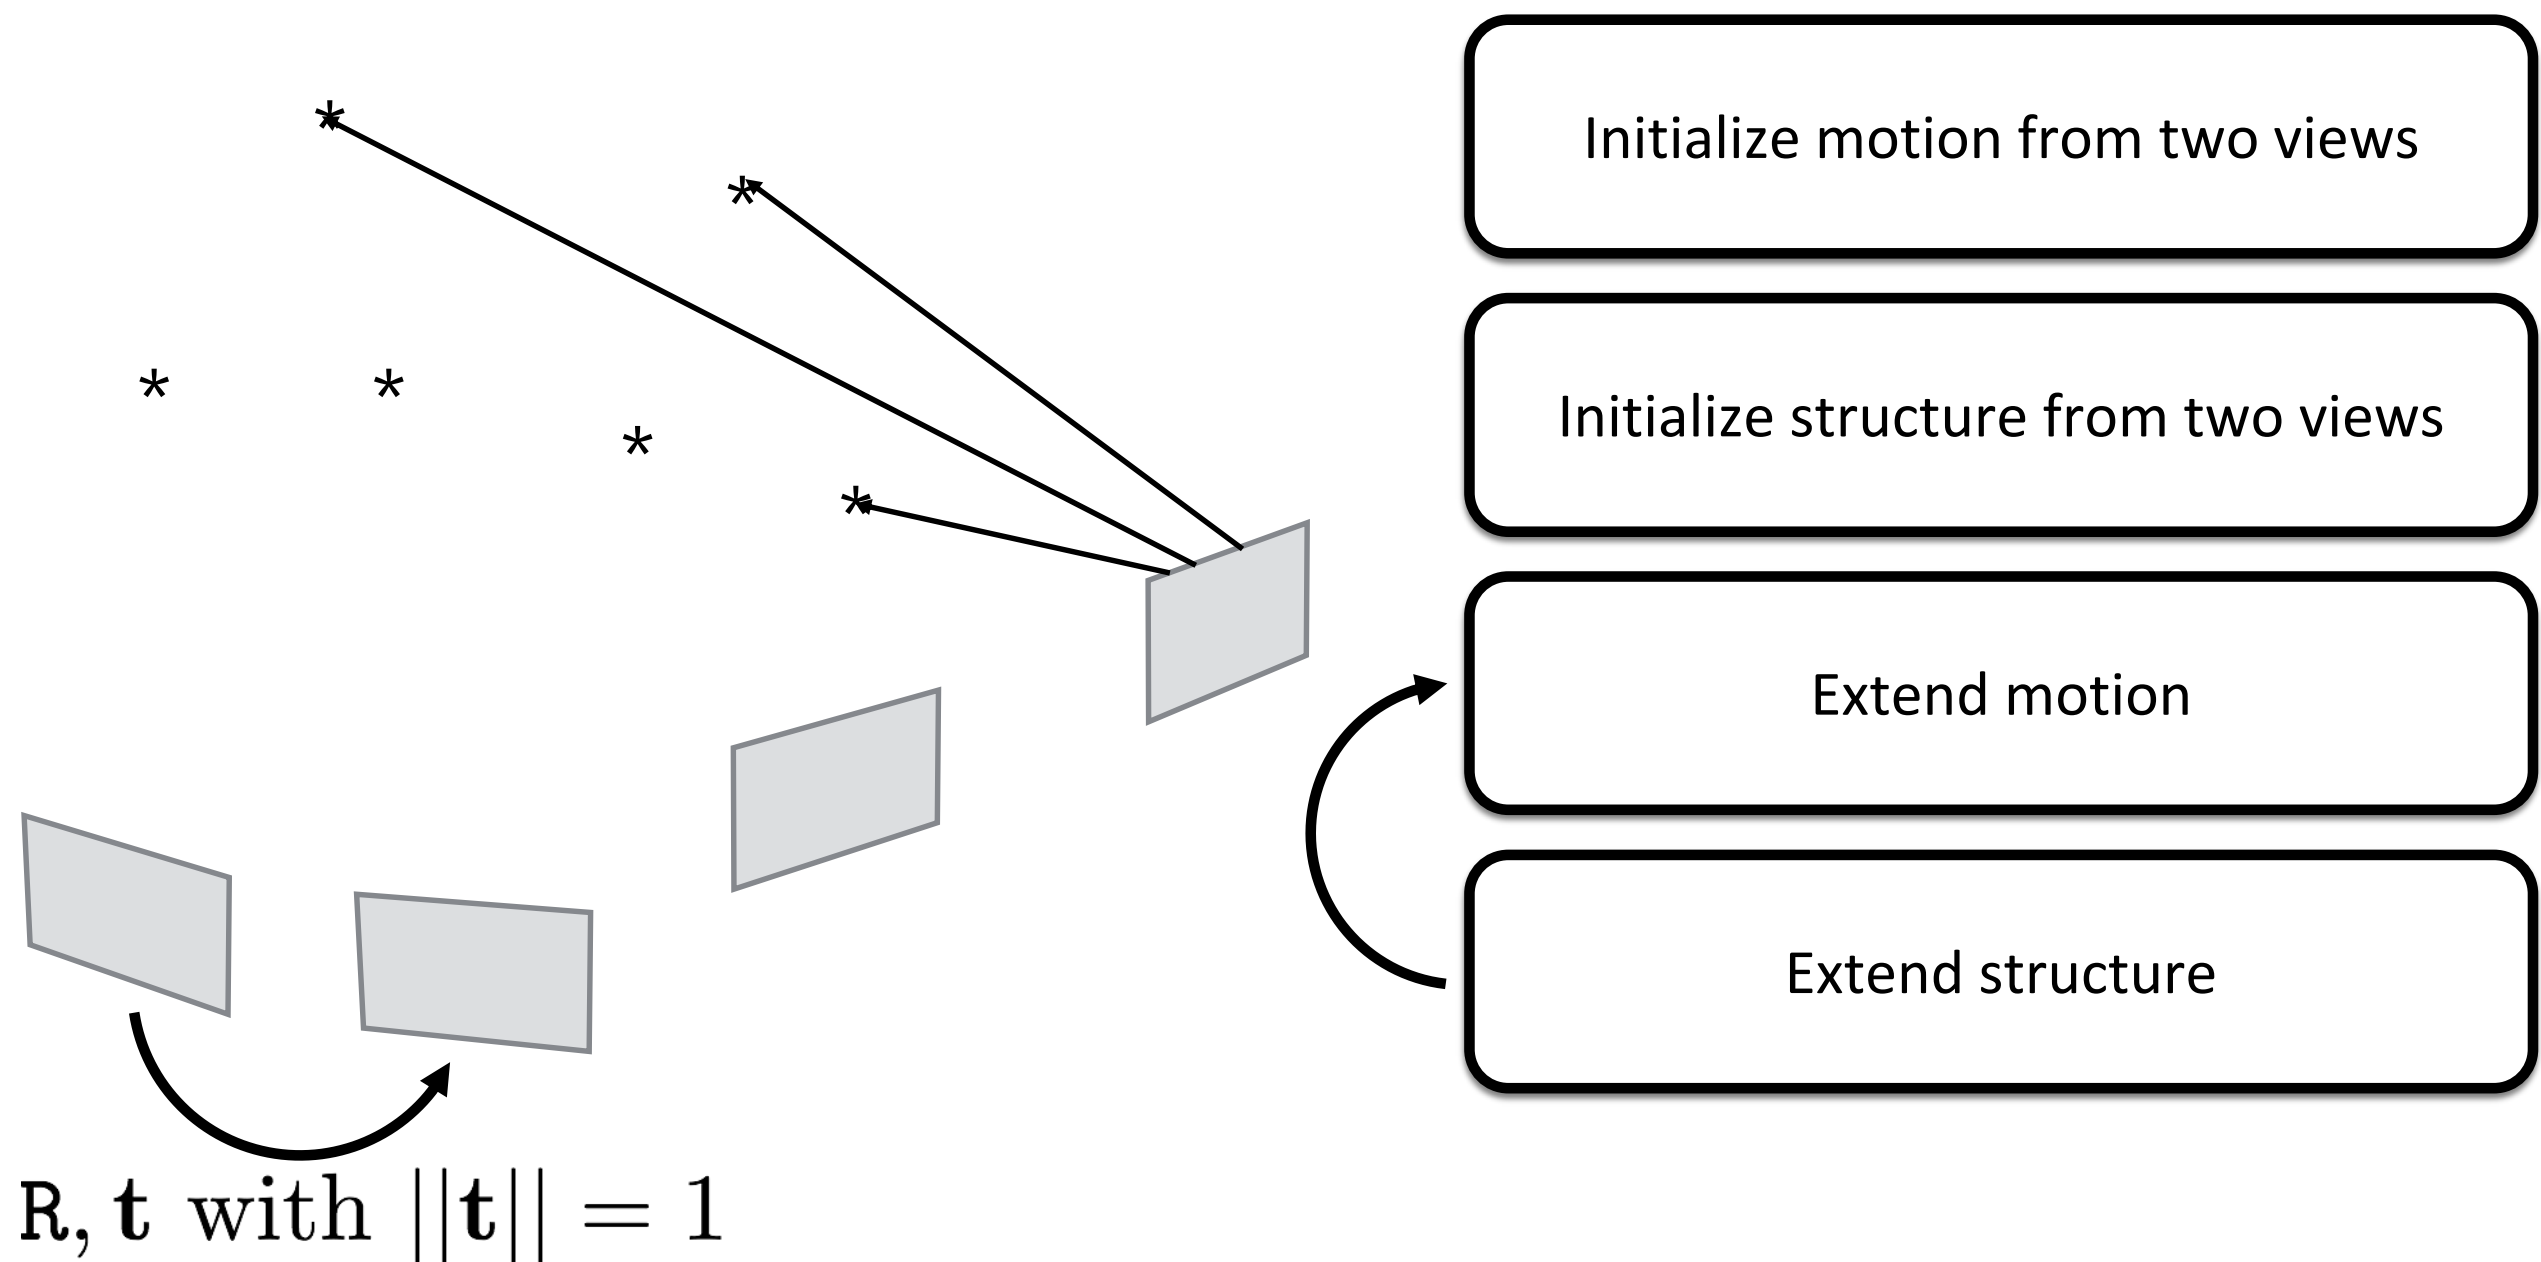 Initialize motion from two views
Initialize structure from two views
Extend motion
Extend structure
R, t with ||t|| = 1